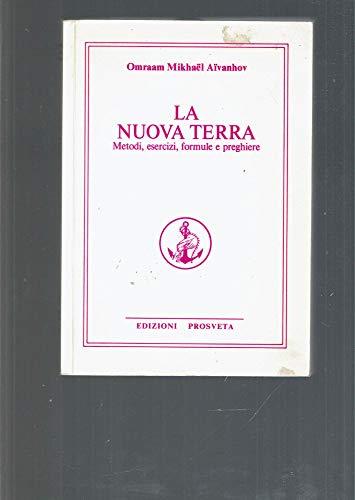 Omraam Mikhaël Aïvanhov
LA
NUOVA TERRA
Metodi, esercizi, formule e preghiere
EDIZIONI PROSVETA